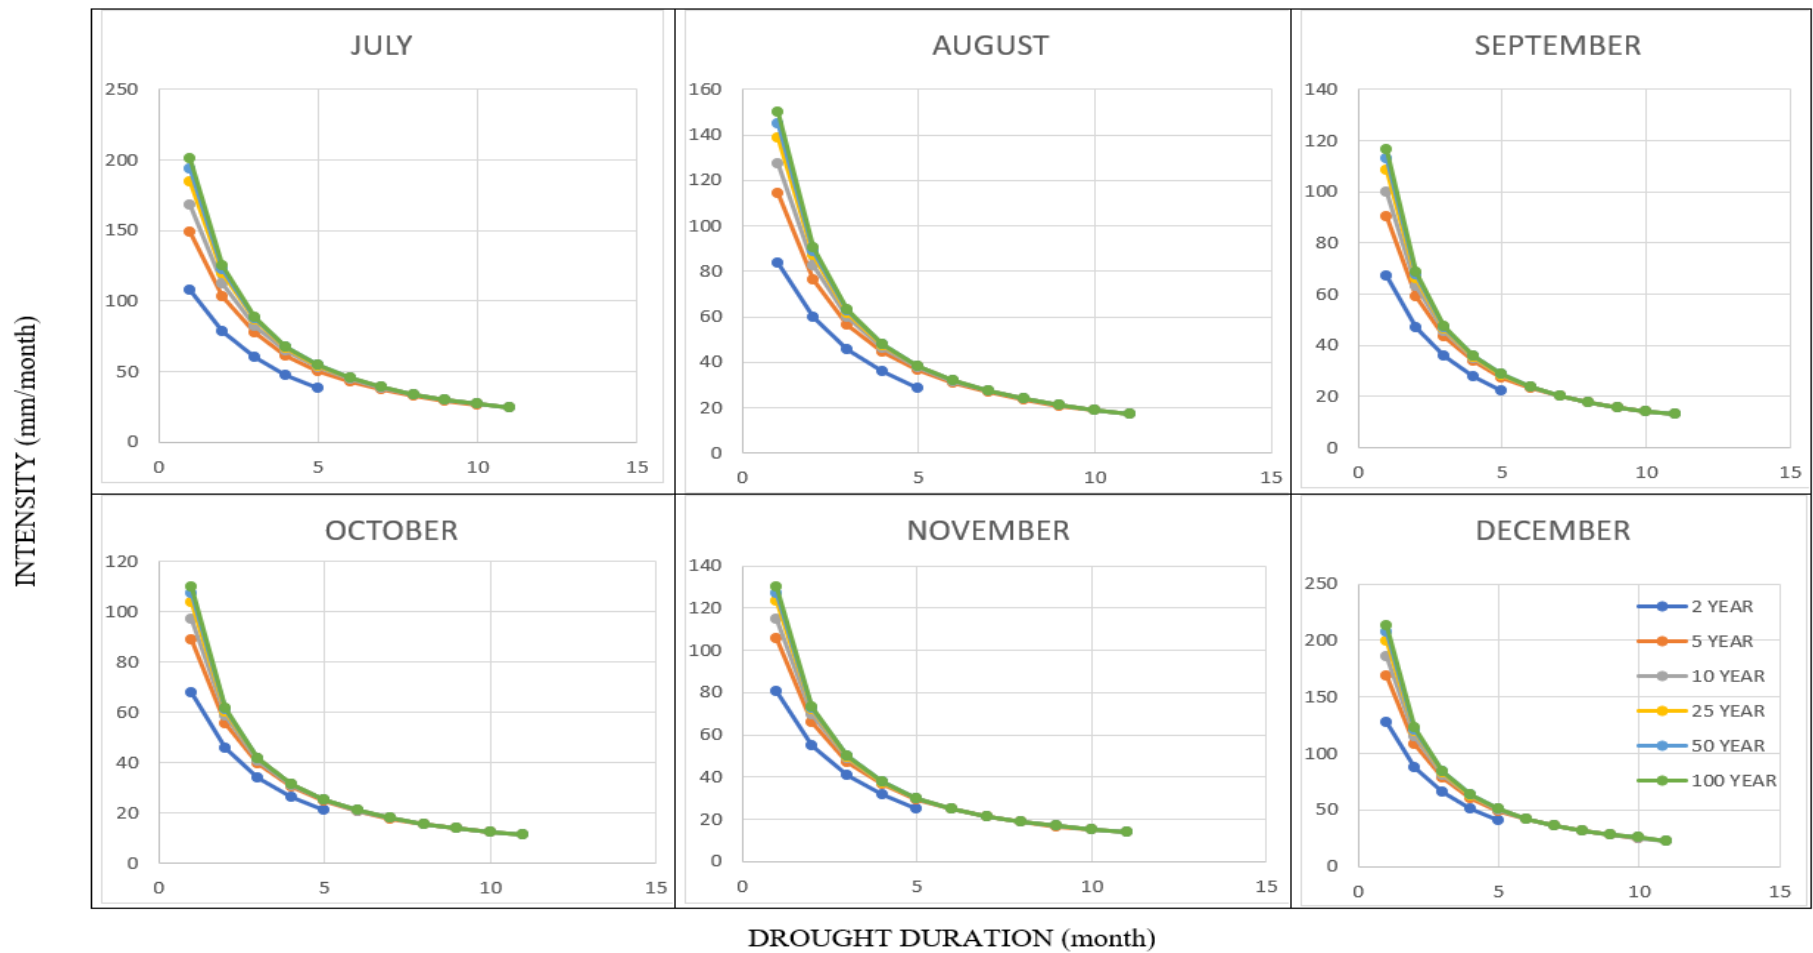 JULY
250
200
150
100
50
0
0 5 10 15
AUGUST
160
140
120
100
80
60
40
20
0
0 5 10 15
SEPTEMBER
140
120
100
80
60
40
20
0
0 5 10 15
INTENSITY (mm/month)
OCTOBER
120
100
80
60
40
20
0
0 5 10 15
NOVEMBER
140
120
100
80
60
40
20
0
0 5 10 15
DECEMBER
250
200
150
100
50
0
0 5 10 15
2 YEAR
5 YEAR
10 YEAR
25 YEAR
50 YEAR
100 YEAR
DROUGHT DURATION (month)